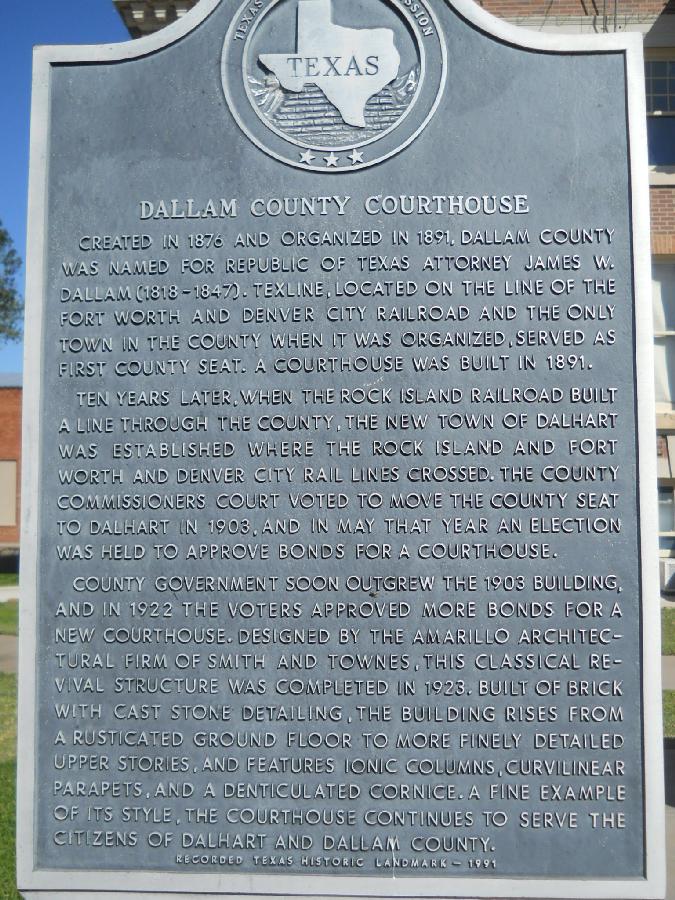 TEXAS
SSION
TEXAS
DALLAM COUNTY COURTHOUSE
CREATED IN 1876 AND ORGANIZED IN 1891, DALLAM COUNTY
WAS NAMED FOR REPUBLIC OF TEXAS ATTORNEY JAMES W.
DALLAM (1818-1847). TEXLINE, LOCATED ON THE LINE OF THE
FORT WORTH AND DENVER CITY RAILROAD AND THE ONLY
TOWN IN THE COUNTY WHEN IT WAS ORGANIZED, SERVED AS
FIRST COUNTY SEAT. A COURTHOUSE WAS BUILT IN 1891.
TEN YEARS LATER, WHEN THE ROCK ISLAND RAILROAD BUILT
A LINE THROUGH THE COUNTY, THE NEW TOWN OF DALHART
WAS ESTABLISHED WHERE THE ROCK ISLAND AND FORT
WORTH AND DENVER CITY RAIL LINES CROSSED. THE COUNTY
COMMISSIONERS COURT VOTED TO MOVE THE COUNTY SEAT
TO DALHART IN 1903, AND IN MAY THAT YEAR AN ELECTION
WAS HELD TO APPROVE BONDS FOR A COURTHOUSE.
COUNTY GOVERNMENT SOON OUTGREW THE 1903 BUILDING,
AND IN 1922 THE VOTERS APPROVED MORE BONDS FOR A
NEW COURTHOUSE. DESIGNED BY THE AMARILLO ARCHITEC-
TURAL FIRM OF SMITH AND TOWNES, THIS CLASSICAL RE-
VIVAL STRUCTURE WAS COMPLETED IN 1923. BUILT OF BRICK
WITH CAST STONE DETAILING, THE BUILDING RISES FROM
A RUSTICATED GROUND FLOOR TO MORE FINELY DETAILED
UPPER STORIES, AND FEATURES IONIC COLUMNS, CURVILINEAR
PARAPETS, AND A DENTICULATED CORNICE. A FINE EXAMPLE
OF ITS STYLE, THE COURTHOUSE CONTINUES TO SERVE THE
CITIZENS OF DALHART AND DALLAM COUNTY.
RECORDED TEXAS HISTORIC LANDMARK - 1991